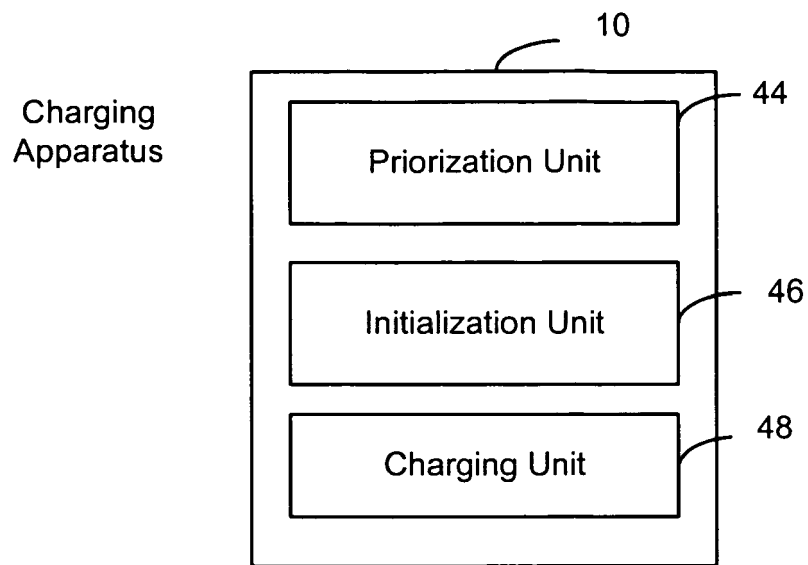 10
Charging
Apparatus
44
Priorization Unit
46
Initialization Unit
48
Charging Unit